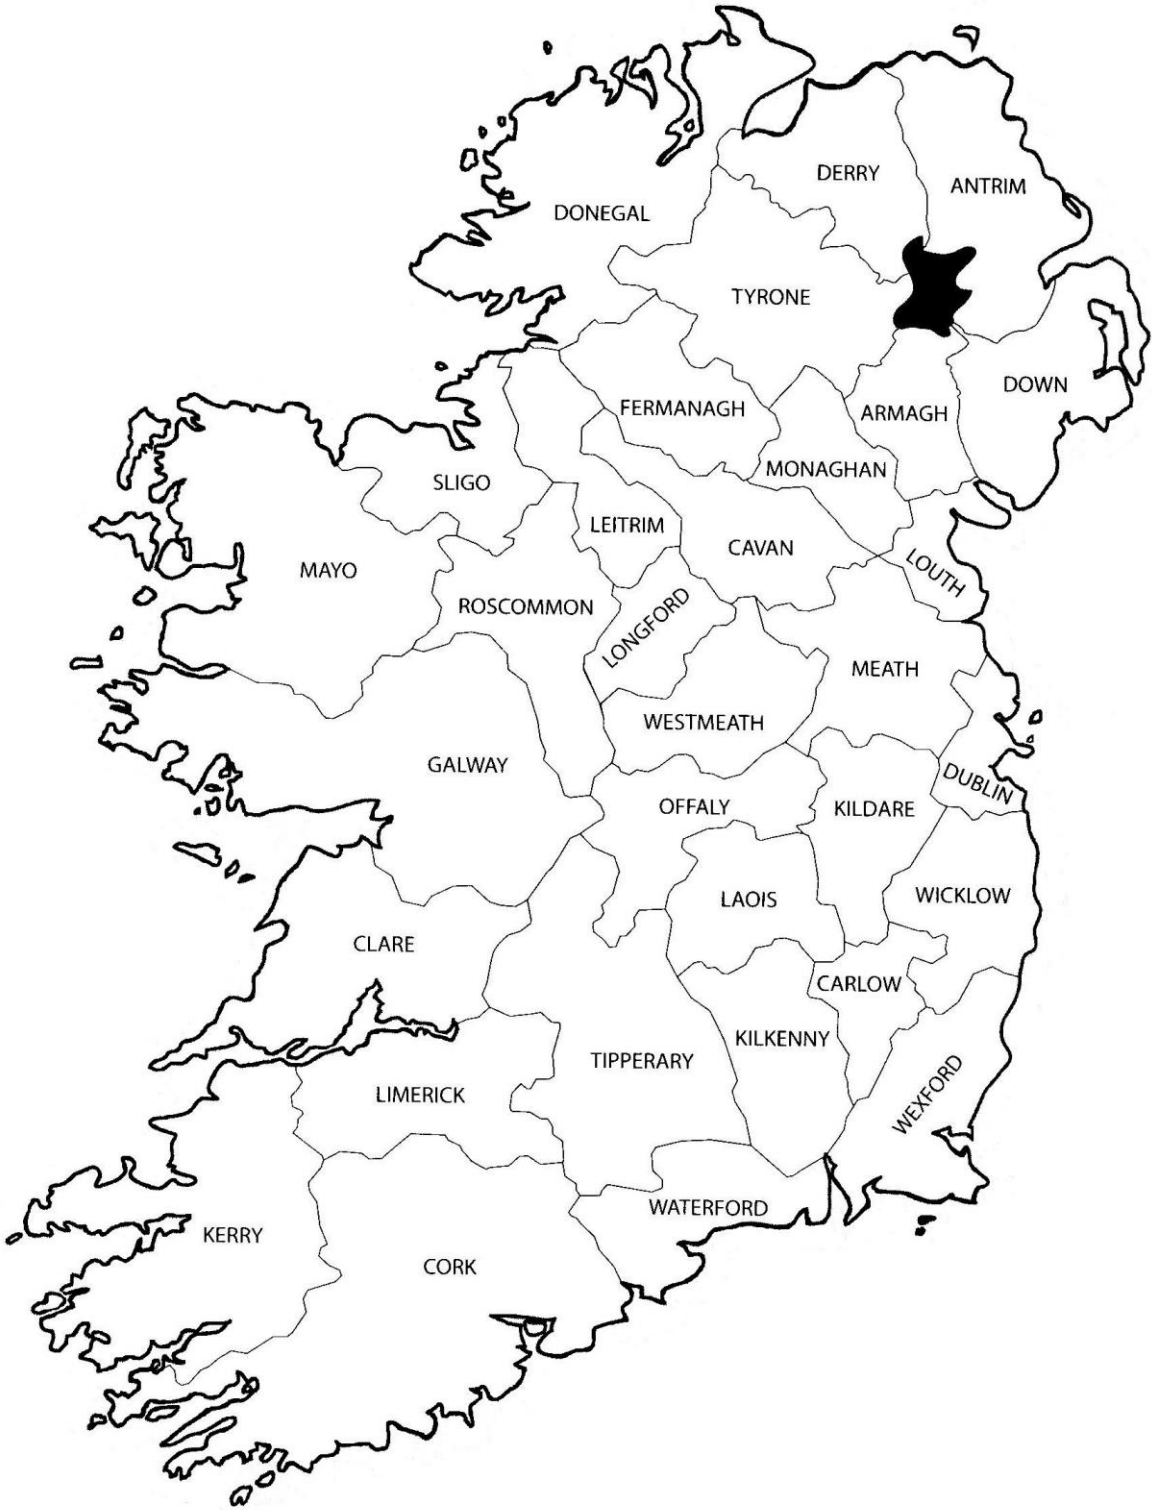 DERRY
ANTRIM
DONEGAL
TYRONE
DOWN
FERMANAGH
ARMAGH
MONAGHAN
SLIGO
LEITRIM
CAVAN
MAYO
LOUTH
ROSCOMMON
LONGFORD
MEATH
WESTMEATH
GALWAY
DUBLIN
OFFALY
KILDARE
LAOIS
WICKLOW
CLARE
CARLOW
KILKENNY
TIPPERARY
LIMERICK
WEXFORD
WATERFORD
KERRY
CORK